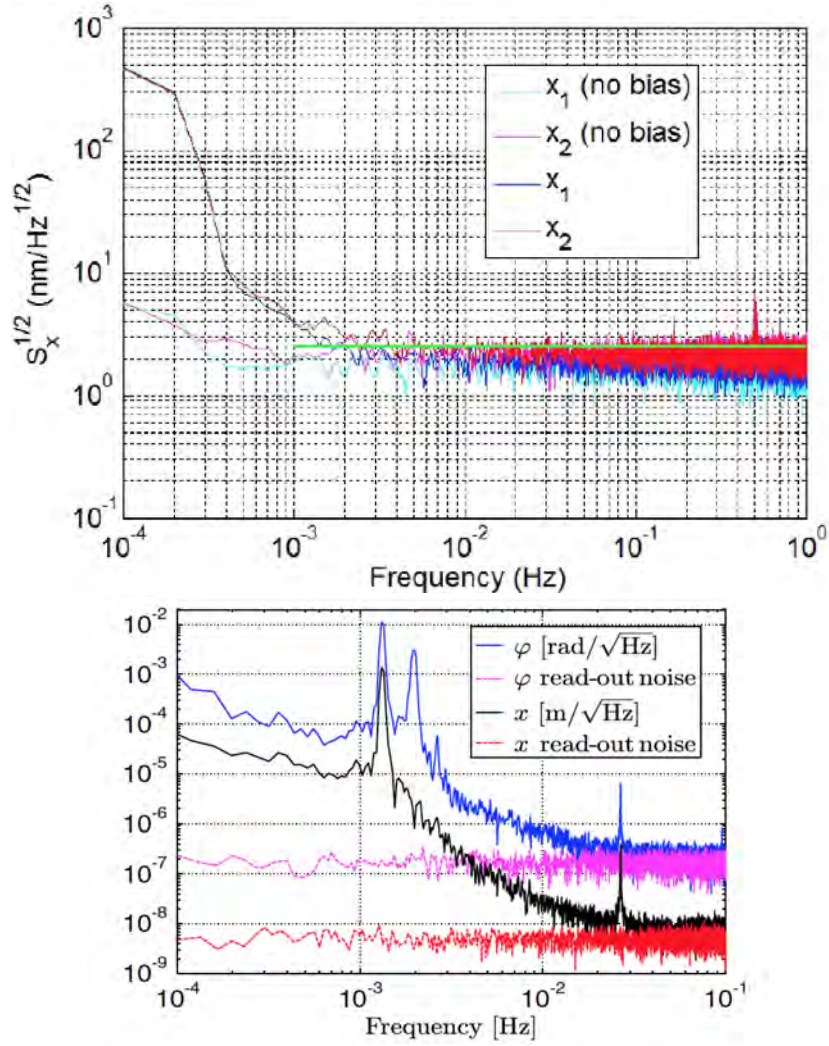 10^3
10^2
10^1
10^0
10^-1
S_x^{1/2} (nm/Hz^{1/2})
x_1 (no bias)
x_2 (no bias)
x_1
x_2
10^-4 10^-3 10^-2 10^-1 10^0
Frequency (Hz)
10^-2
10^-3
10^-4
10^-5
10^-6
10^-7
10^-8
10^-9
φ [rad/√Hz]
φ read-out noise
x [m/√Hz]
x read-out noise
10^-4 10^-3 10^-2 10^-1
Frequency [Hz]